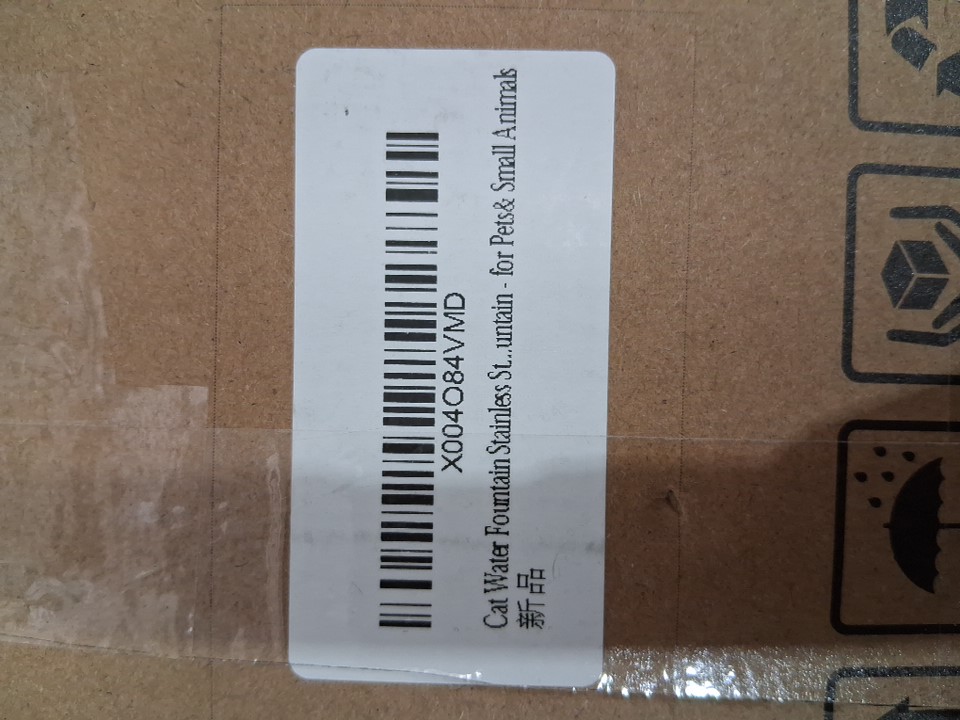 X004O84VMD
Cat Water Fountain Stainless St...untain - for Pets& Small Animals
新品